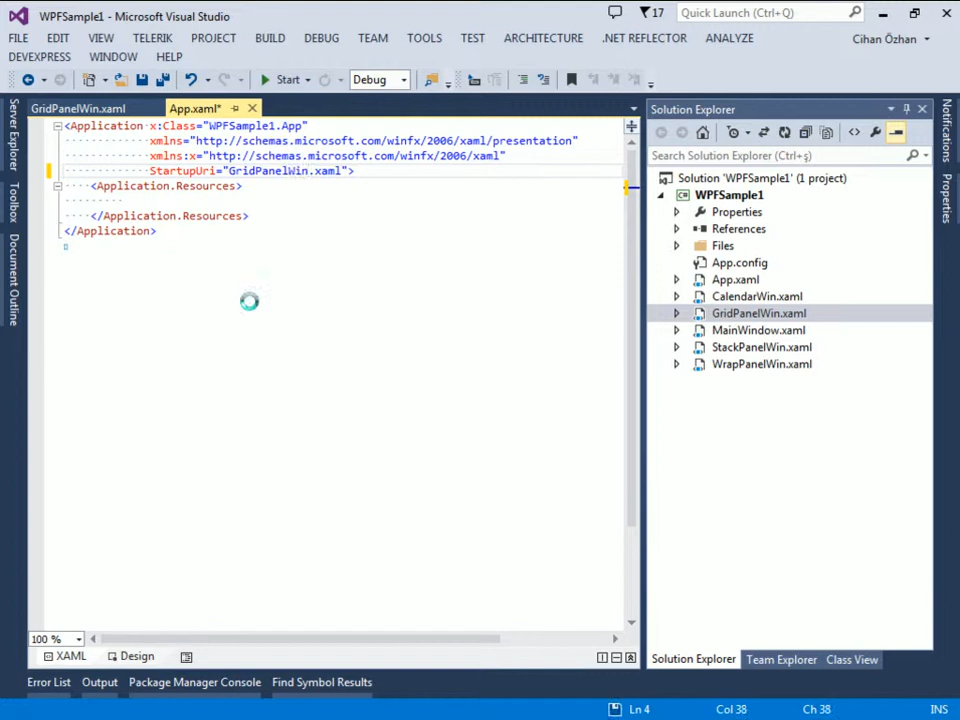 WPFSample1 - Microsoft Visual Studio
17
Quick Launch (Ctrl+Q)
FILE EDIT VIEW TELERIK PROJECT BUILD DEBUG TEAM TOOLS TEST ARCHITECTURE .NET REFLECTOR ANALYZE
Cihan Özhan
DEVEXPRESS WINDOW HELP
Start
Debug
Server Explorer
Toolbox
Document Outline
GridPanelWin.xaml
App.xaml*
<Application x:Class="WPFSample1.App"
xmlns="http://schemas.microsoft.com/winfx/2006/xaml/presentation"
xmlns:x="http://schemas.microsoft.com/winfx/2006/xaml"
StartupUri="GridPanelWin.xaml">
<Application.Resources>
</Application.Resources>
</Application>
100 %
XAML
Design
Solution Explorer
Search Solution Explorer (Ctrl+ş)
Solution 'WPFSample1' (1 project)
WPFSample1
Properties
References
Files
App.config
App.xaml
CalendarWin.xaml
GridPanelWin.xaml
MainWindow.xaml
StackPanelWin.xaml
WrapPanelWin.xaml
Solution Explorer Team Explorer Class View
Notifications
Properties
Error List Output Package Manager Console Find Symbol Results
Ln 4 Col 38 Ch 38 INS